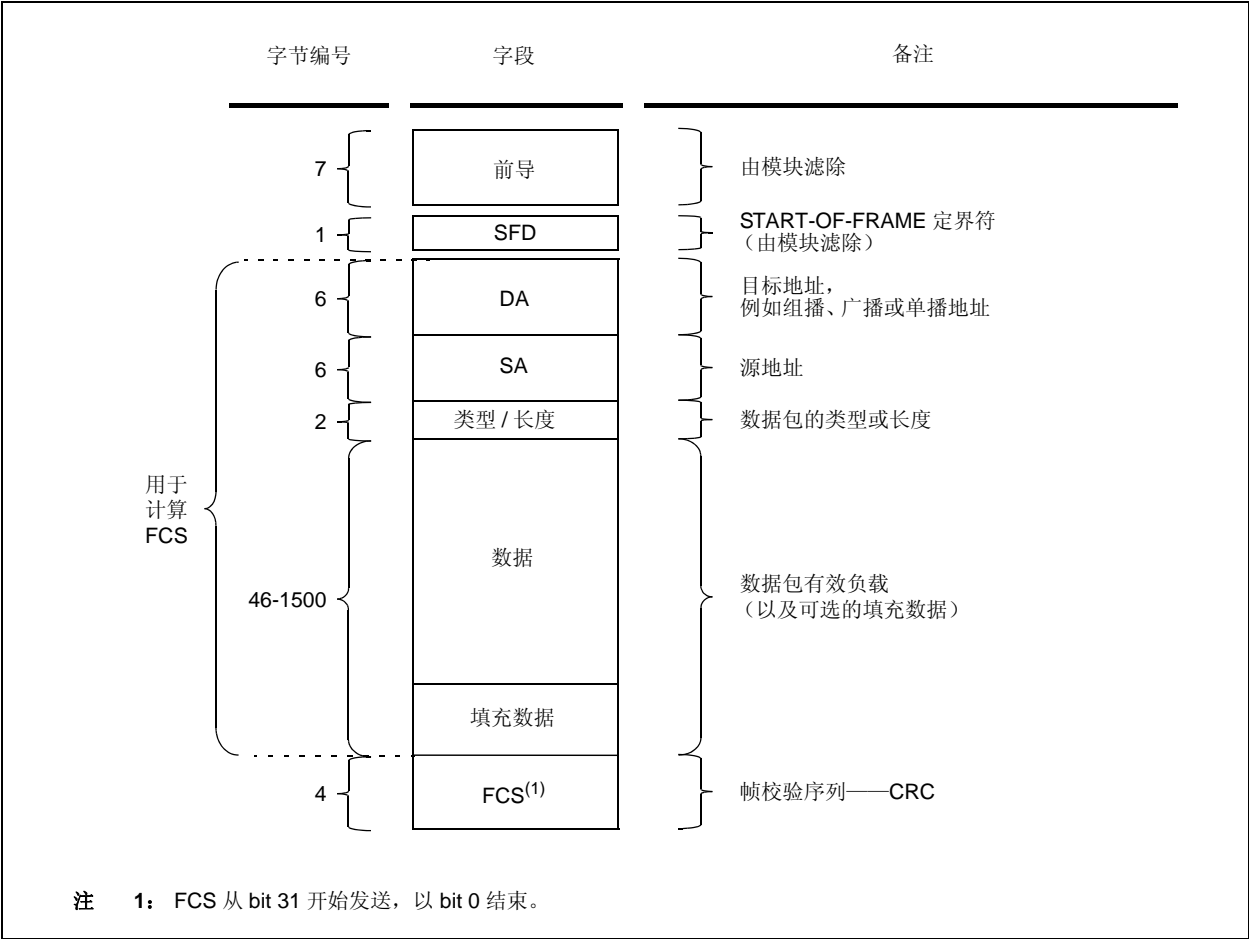 字节编号 字段 备注
7 前导 由模块滤除
1 SFD START-OF-FRAME 定界符
（由模块滤除）
6 DA 目标地址，
例如组播、广播或单播地址
6 SA 源地址
2 类型 / 长度 数据包的类型或长度
用于
计算
FCS
46-1500 数据 数据包有效负载
（以及可选的填充数据）
填充数据
4 FCS(1) 帧校验序列——CRC
注 1： FCS 从 bit 31 开始发送，以 bit 0 结束。